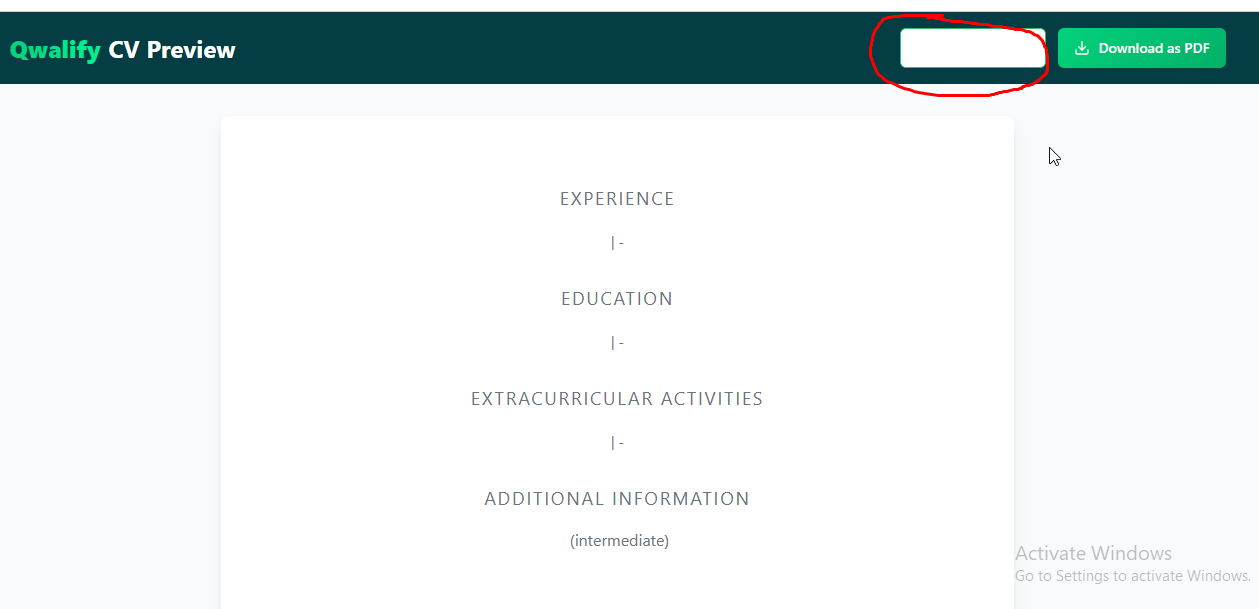 Qwalify CV Preview
Download as PDF
EXPERIENCE
| -
EDUCATION
| -
EXTRACURRICULAR ACTIVITIES
| -
ADDITIONAL INFORMATION
(intermediate)
Activate Windows
Go to Settings to activate Windows.